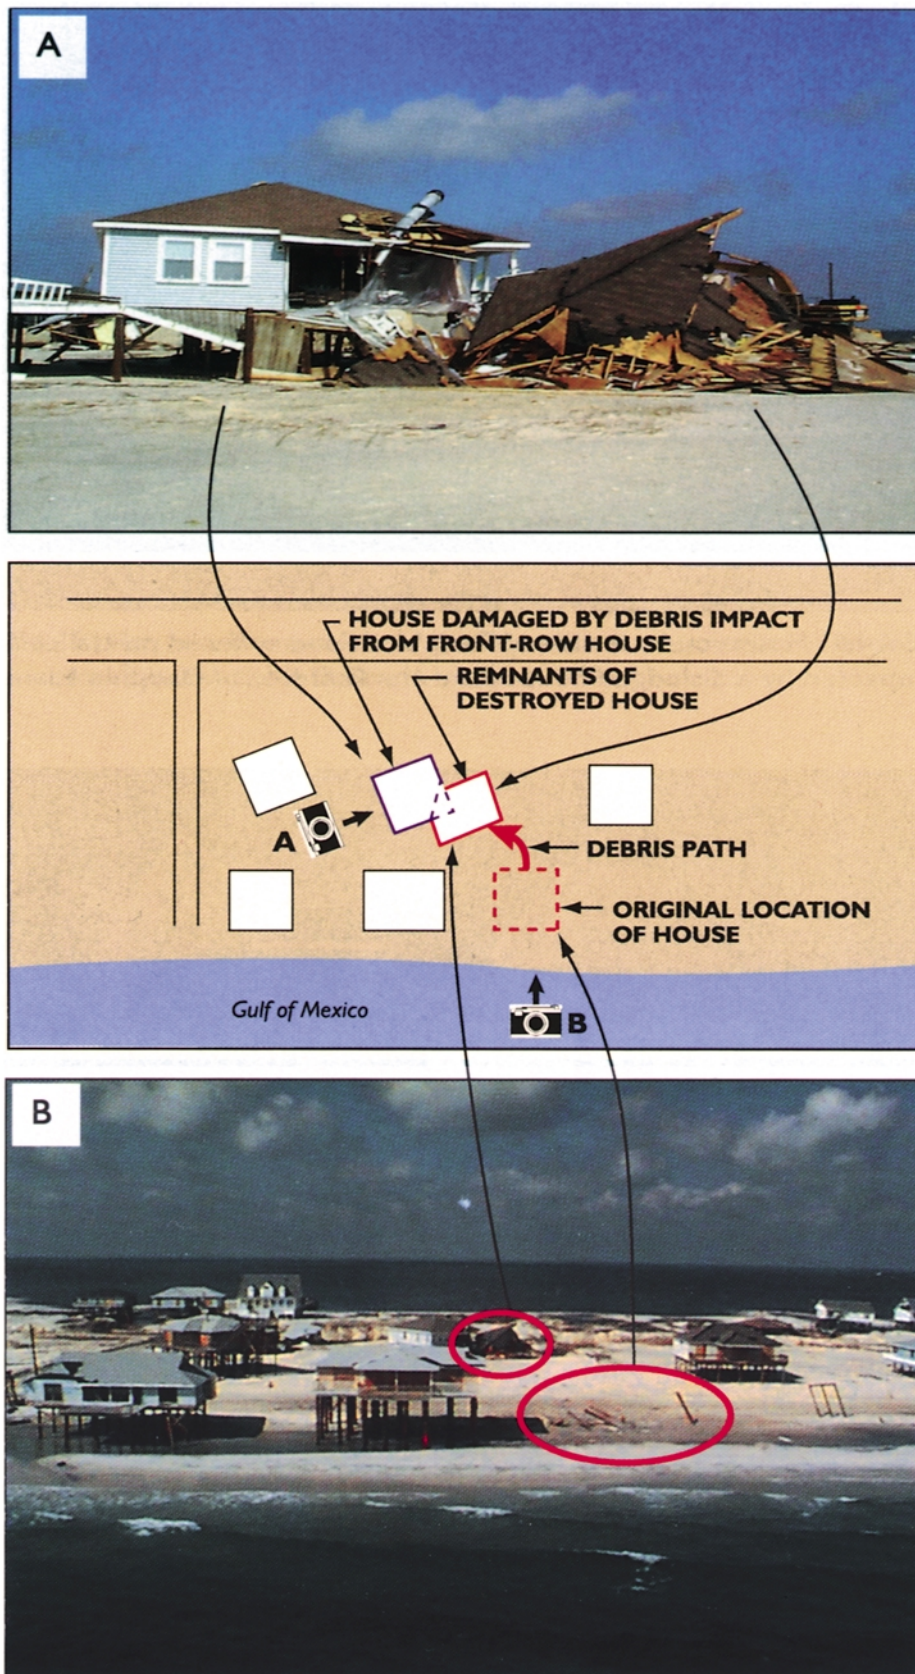 A
HOUSE DAMAGED BY DEBRIS IMPACT
FROM FRONT-ROW HOUSE
REMNANTS OF
DESTROYED HOUSE
A
DEBRIS PATH
ORIGINAL LOCATION
OF HOUSE
Gulf of Mexico
B
B